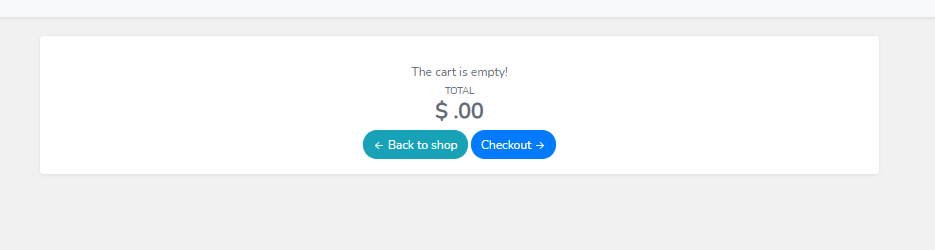 The cart is empty!
TOTAL
$ .00
← Back to shop Checkout →